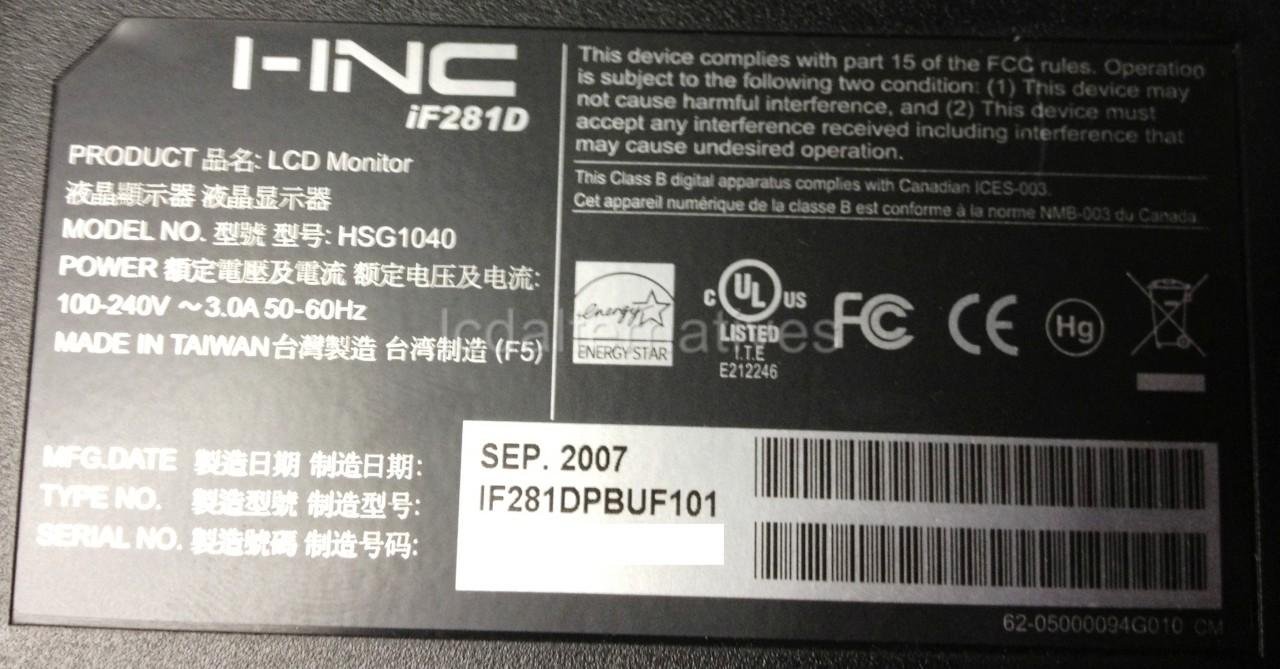 I-INC
iF281D
PRODUCT 品名: LCD Monitor
液晶顯示器 液晶显示器
MODEL NO. 型號 型号: HSG1040
POWER 額定電壓及電流 额定电压及电流:
100-240V ～3.0A 50-60Hz
MADE IN TAIWAN 台灣製造 台湾制造 (F5)
This device complies with part 15 of the FCC rules. Operation
is subject to the following two condition: (1) This device may
not cause harmful interference, and (2) This device must
accept any interference received including interference that
may cause undesired operation.
This Class B digital apparatus complies with Canadian ICES-003.
Cet appareil numérique de la classe B est conforme à la norme NMB-003 du Canada.
energy
ENERGY STAR
C UL US
LISTED
I.T.E
E212246
FC
CE
Hg
MFG.DATE 製造日期 制造日期:
SEP. 2007
TYPE NO. 製造型號 制造型号:
IF281DPBUF101
SERIAL NO. 製造號碼 制造号码:
62-05000094G010 CM